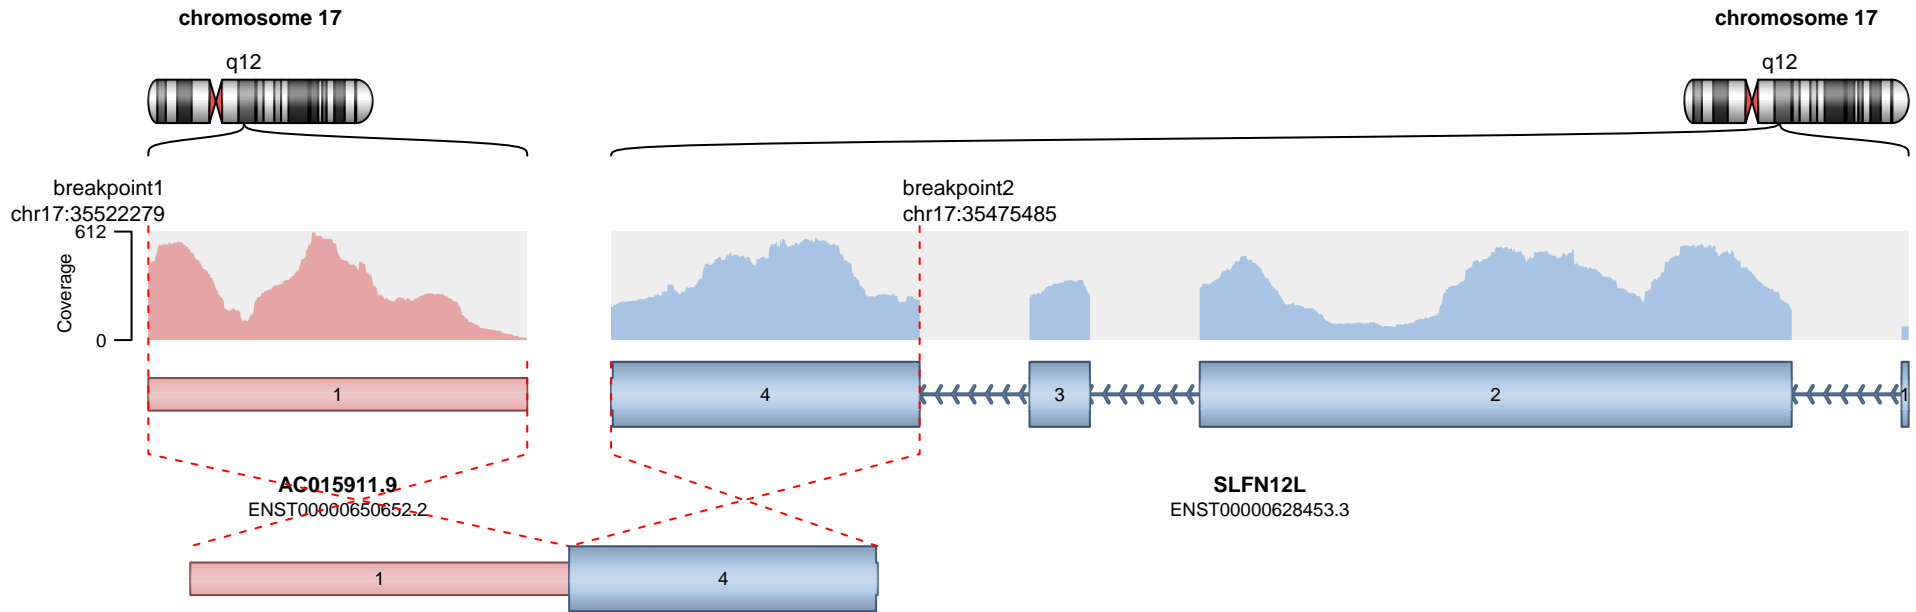 chromosome 17
chromosome 17
q12
q12
breakpoint1
chr17:35522279
breakpoint2
chr17:35475485
612
Coverage
0
1
4
3
2
1
AC015911.9
ENST00000650652.2
SLFN12L
ENST00000628453.3
1
4